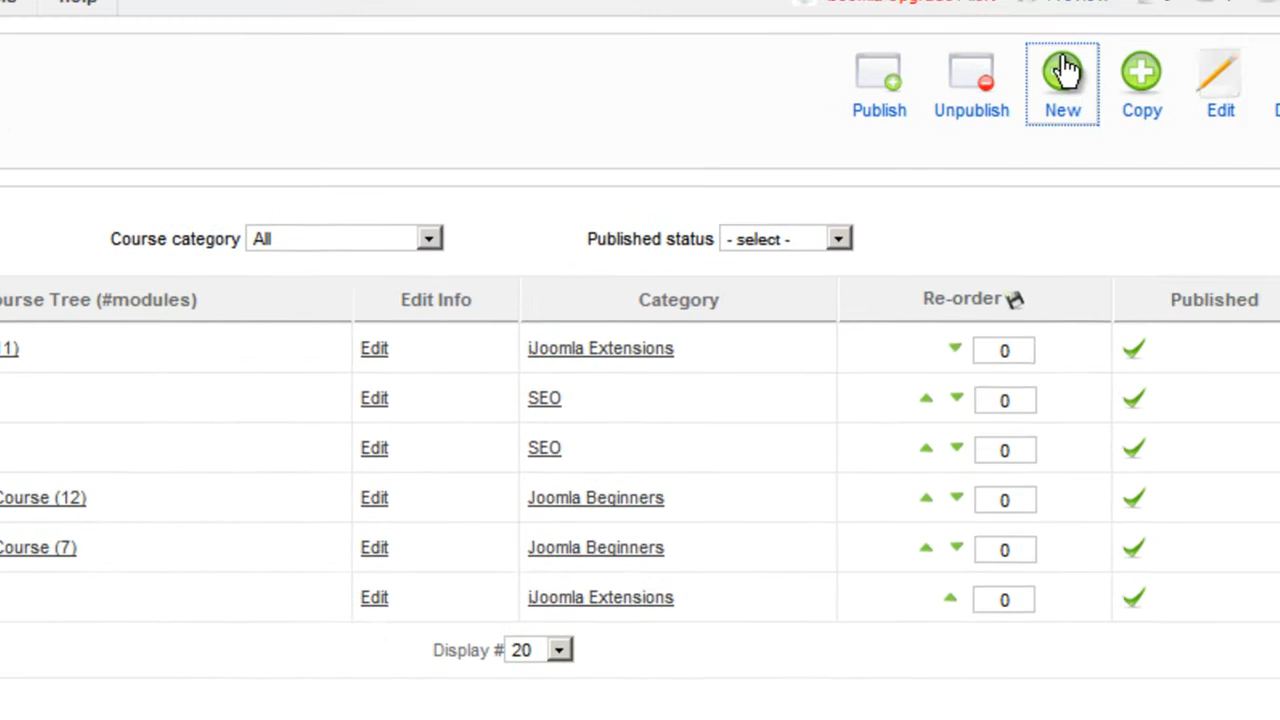 Help
Preview
Publish
Unpublish
New
Copy
Edit
Course category
All
Published status
- select -
Tree (#modules)
Edit Info
Category
Re-order
Published
Edit
iJoomla Extensions
0
Edit
SEO
0
Edit
SEO
0
Course (12)
Edit
Joomla Beginners
0
Course (7)
Edit
Joomla Beginners
0
Edit
iJoomla Extensions
0
Display #
20